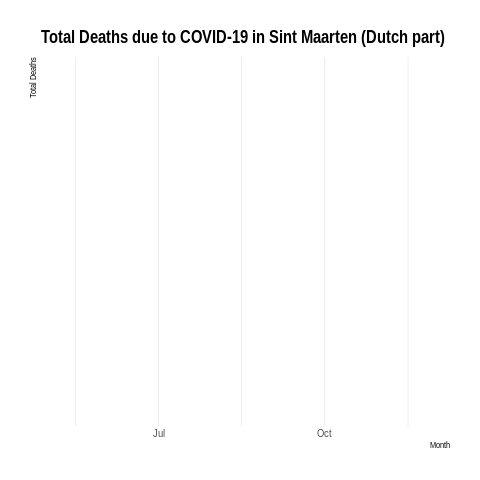 Total Deaths due to COVID-19 in Sint Maarten (Dutch part)
Total Deaths
Jul Oct
Month